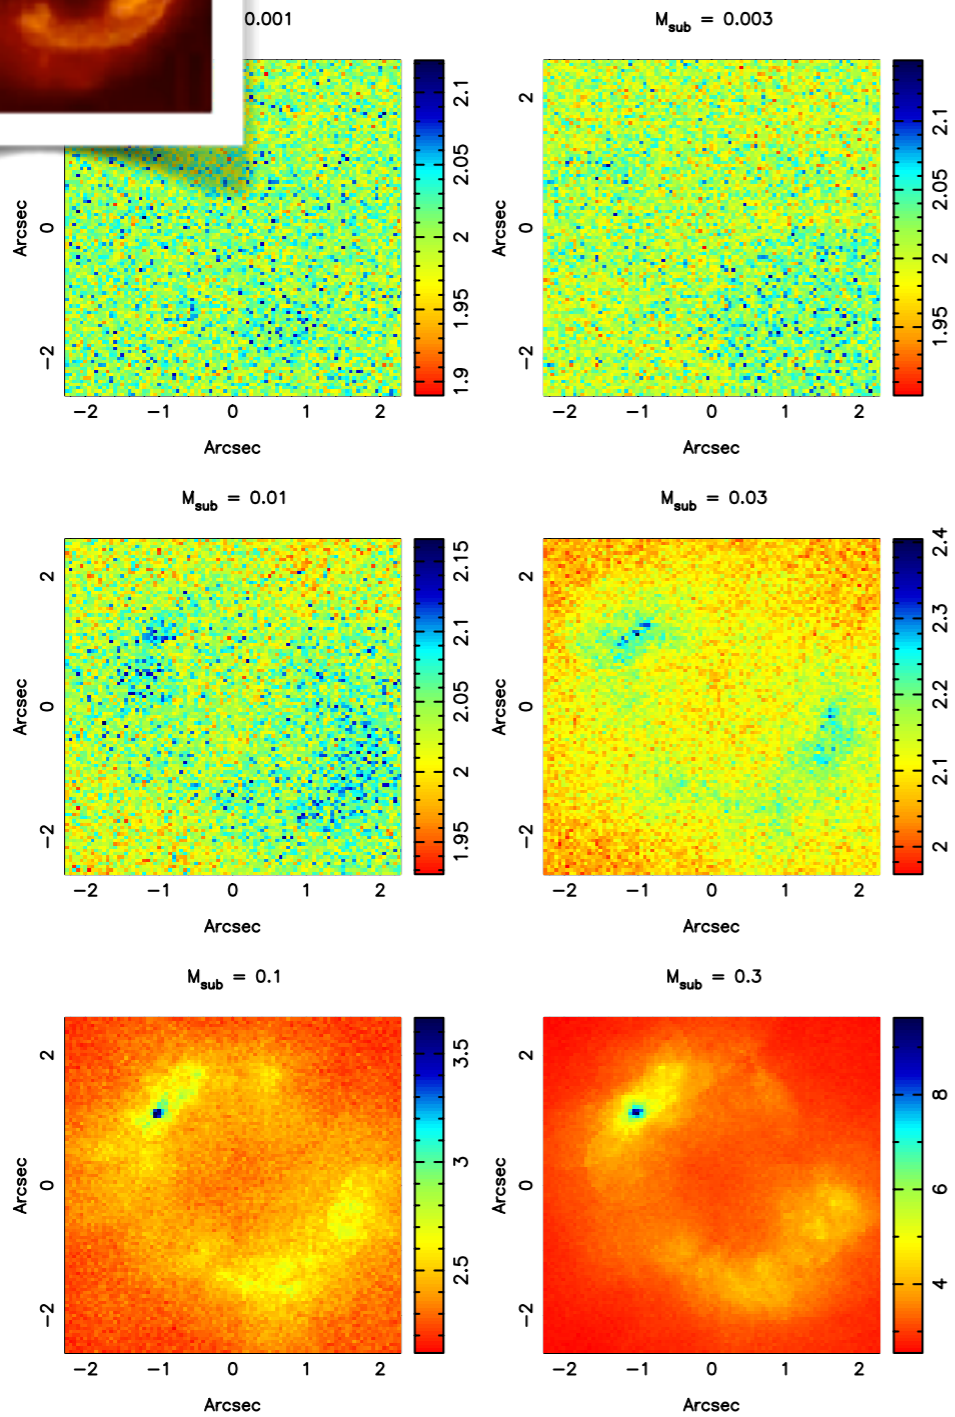 0.001
M_sub = 0.003
2.1
2.05
2
1.95
1.9
Arcsec
0
−2
−2 −1 0 1 2
Arcsec
2.1
2.05
2
1.95
Arcsec
2
0
−2
−2 −1 0 1 2
Arcsec
M_sub = 0.01
M_sub = 0.03
2.15
2.1
2.05
2
1.95
Arcsec
2
0
−2
−2 −1 0 1 2
Arcsec
2.4
2.3
2.2
2.1
2
Arcsec
2
0
−2
−2 −1 0 1 2
Arcsec
M_sub = 0.1
M_sub = 0.3
3.5
3
2.5
Arcsec
2
0
−2
−2 −1 0 1 2
Arcsec
8
6
4
Arcsec
2
0
−2
−2 −1 0 1 2
Arcsec